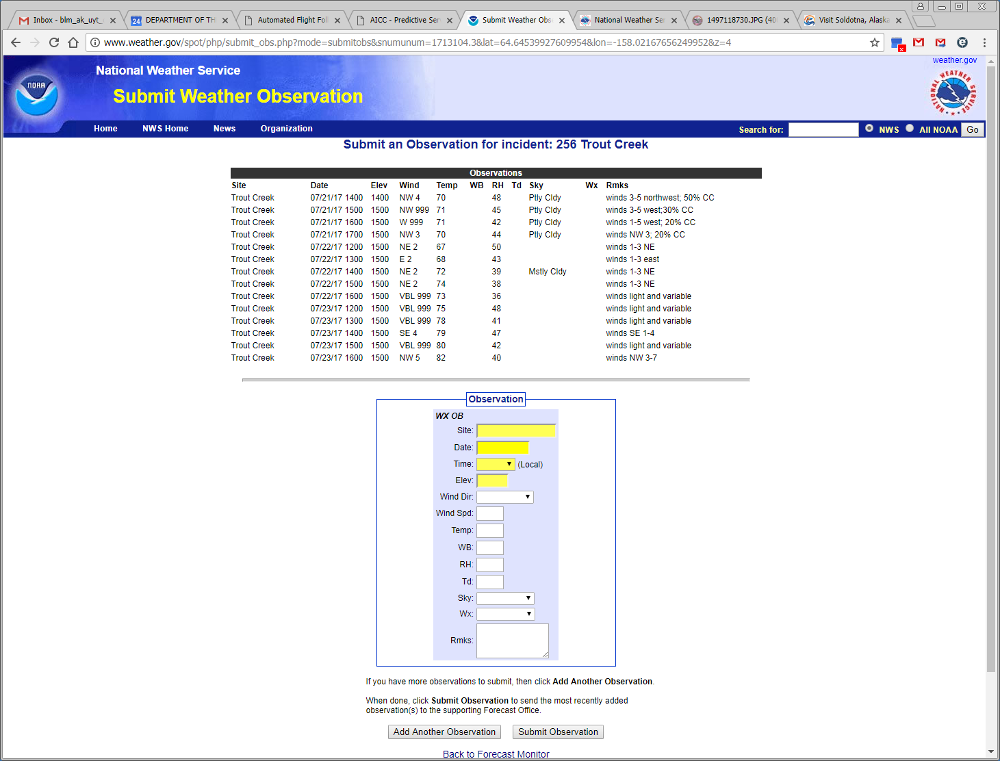 Inbox - blm_ak_uyt_
DEPARTMENT OF TH
Automated Flight Foll
AICC - Predictive Ser
Submit Weather Obs
National Weather Ser
1497118730.JPG (40
Visit Soldotna, Alaska
www.weather.gov/spot/php/submit_obs.php?mode=submitobs&snumunum=1713104.3&lat=64.64539927609954&lon=-158.02167656249952&z=4
weather.gov
National Weather Service
NOAA
Submit Weather Observation
NATIONAL WEATHER SERVICE
Home NWS Home News Organization Search for: NWS All NOAA Go
Submit an Observation for incident: 256 Trout Creek
Observations
Site Date Elev Wind Temp WB RH Td Sky Wx Rmks
Trout Creek 07/21/17 1400 1400 NW 4 70 48 Ptly Cldy winds 3-5 northwest; 50% CC
Trout Creek 07/21/17 1500 1500 NW 999 71 45 Ptly Cldy winds 3-5 west;30% CC
Trout Creek 07/21/17 1600 1500 W 999 71 42 Ptly Cldy winds 1-5 west; 20% CC
Trout Creek 07/21/17 1700 1500 NW 3 70 44 Ptly Cldy winds NW 3; 20% CC
Trout Creek 07/22/17 1200 1500 NE 2 67 50 winds 1-3 NE
Trout Creek 07/22/17 1300 1500 E 2 68 43 winds 1-3 east
Trout Creek 07/22/17 1400 1500 NE 2 72 39 Mstly Cldy winds 1-3 NE
Trout Creek 07/22/17 1500 1500 NE 2 74 38 winds 1-3 NE
Trout Creek 07/22/17 1600 1500 VBL 999 73 36 winds light and variable
Trout Creek 07/23/17 1200 1500 VBL 999 75 48 winds light and variable
Trout Creek 07/23/17 1300 1500 VBL 999 78 41 winds light and variable
Trout Creek 07/23/17 1400 1500 SE 4 79 47 winds SE 1-4
Trout Creek 07/23/17 1500 1500 VBL 999 80 42 winds light and variable
Trout Creek 07/23/17 1600 1500 NW 5 82 40 winds NW 3-7
Observation
WX OB
Site:
Date:
Time: (Local)
Elev:
Wind Dir:
Wind Spd:
Temp:
WB:
RH:
Td:
Sky:
Wx:
Rmks:
If you have more observations to submit, then click Add Another Observation.
When done, click Submit Observation to send the most recently added
observation(s) to the supporting Forecast Office.
Add Another Observation Submit Observation
Back to Forecast Monitor